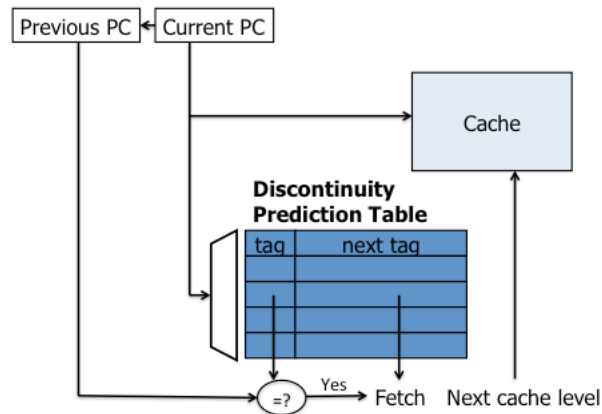 Previous PC
Current PC
Cache
Discontinuity
Prediction Table
tag
next tag
=?
Yes
Fetch
Next cache level